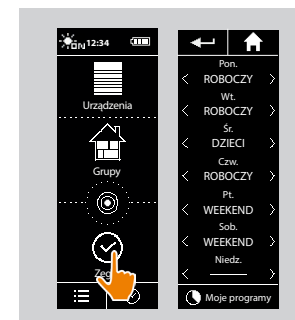 ON 12:34
Urządzenia
Grupy
Pon.
ROBOCZY
Wt.
ROBOCZY
Śr.
DZIECI
Czw.
ROBOCZY
Pt.
WEEKEND
Sob.
WEEKEND
Niedz.
Moje programy